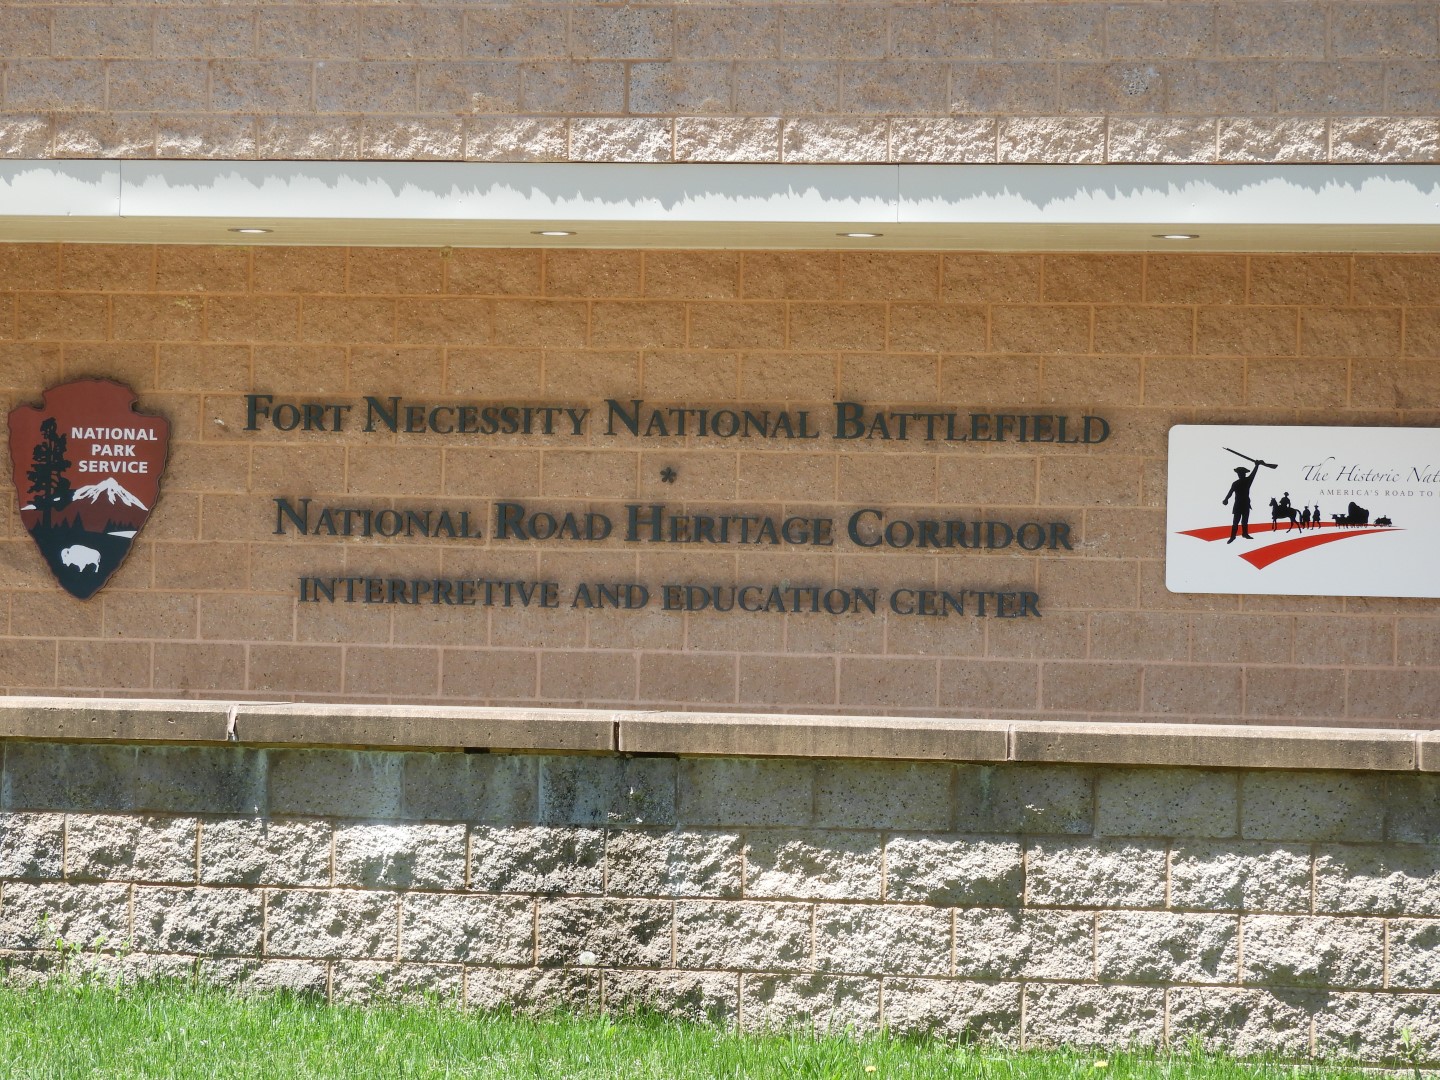 NATIONAL
PARK
SERVICE
FORT NECESSITY NATIONAL BATTLEFIELD
*
NATIONAL ROAD HERITAGE CORRIDOR
INTERPRETIVE AND EDUCATION CENTER
The Historic
AMERICA'S ROAD TO